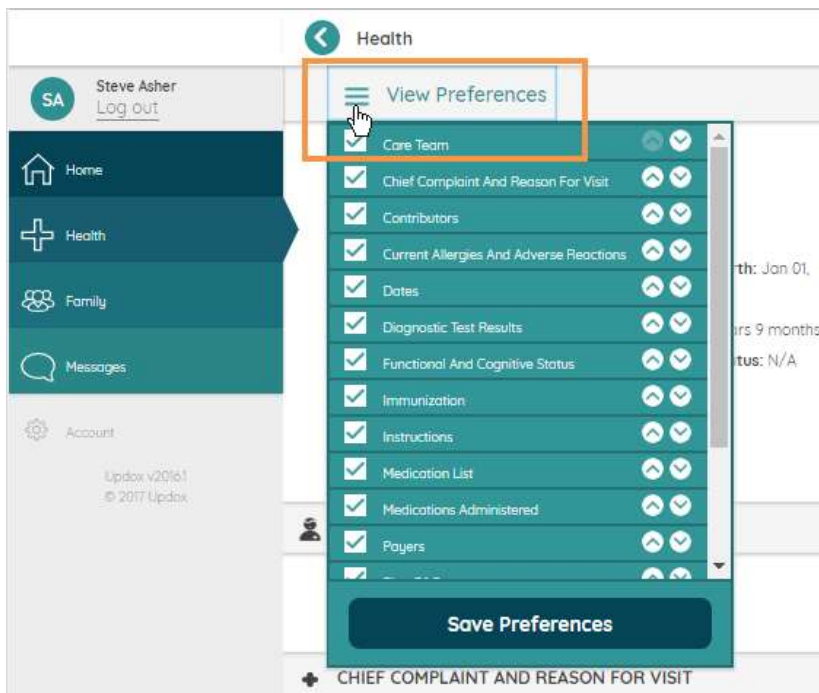 Health
SA
Steve Asher
Log out
Home
Health
Family
Messages
Account
Updox v2016.1
© 2017 Updox
View Preferences
Care Team
Chief Complaint And Reason For Visit
Contributors
Current Allergies And Adverse Reactions
Dates
Diagnostic Test Results
Functional And Cognitive Status
Immunization
Instructions
Medication List
Medications Administered
Payers
Save Preferences
rth: Jan 01,
rs 9 months
tus: N/A
CHIEF COMPLAINT AND REASON FOR VISIT